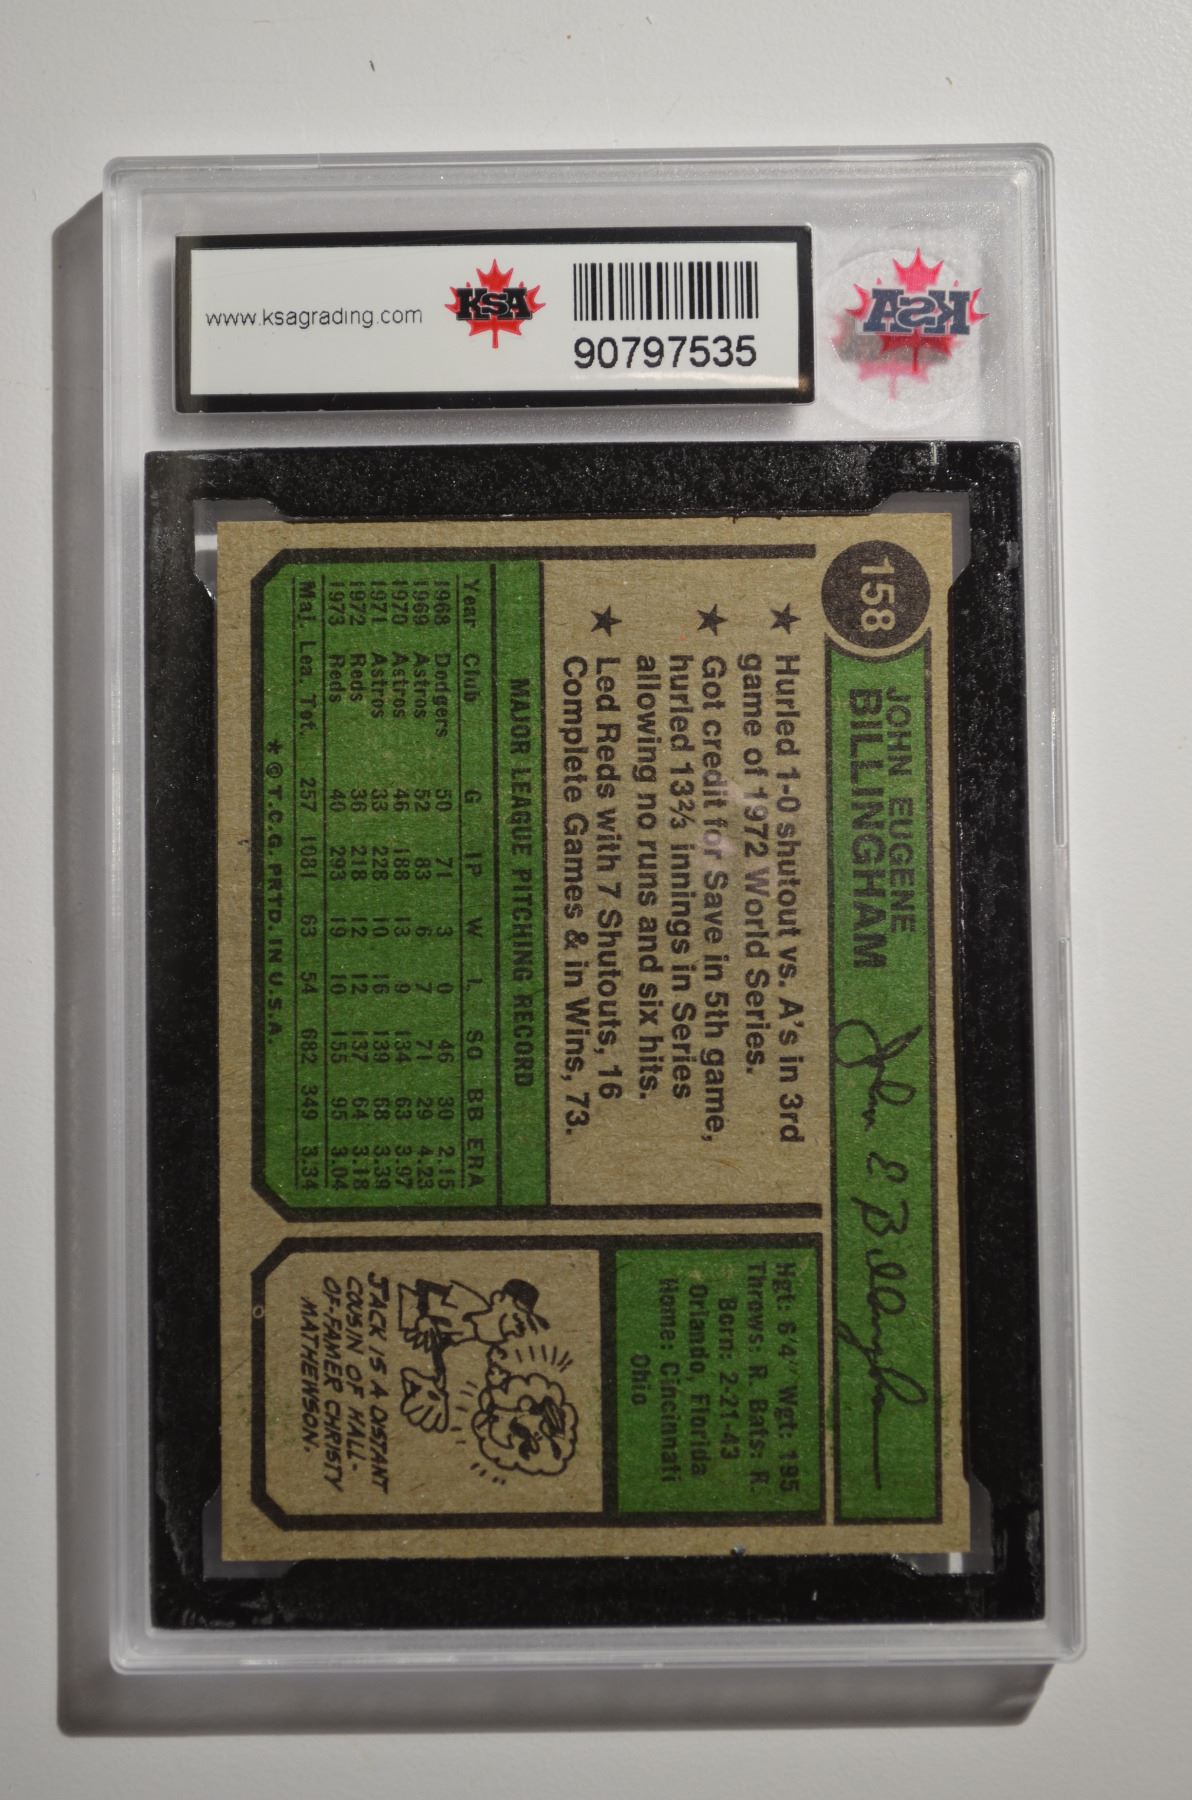 www.ksagrading.com
KSA
90797535
KSA
158
JOHN EUGENE
BILLINGHAM
John E Billingham
★ Hurled 1-0 shutout vs. A's in 3rd
game of 1972 World Series.
★ Got credit for Save in 5th game,
hurled 13⅔ innings in Series
allowing no runs and six hits.
★ Led Reds with 7 Shutouts, 16
Complete Games & in Wins, 73.
MAJOR LEAGUE PITCHING RECORD
Year Club G IP W L SO BB ERA
1968 Dodgers 50 71 3 0 46 30 2.15
1969 Astros 52 83 6 7 71 29 4.23
1970 Astros 46 188 13 9 134 63 3.97
1971 Astros 33 228 10 16 139 68 3.39
1972 Reds 36 218 12 12 137 64 3.18
1973 Reds 40 293 19 10 155 95 3.04
Maj. Lea. Tot. 257 1081 63 54 682 349 3.34
* © T.C.G. PRTD. IN U.S.A.
Hgt: 6'4" Wgt: 195
Throws: R. Bats: R.
Born: 2-21-43
Orlando, Florida
Home: Cincinnati
Ohio
JACK IS A DISTANT
COUSIN OF HALL-
OF-FAMER CHRISTY
MATHEWSON.